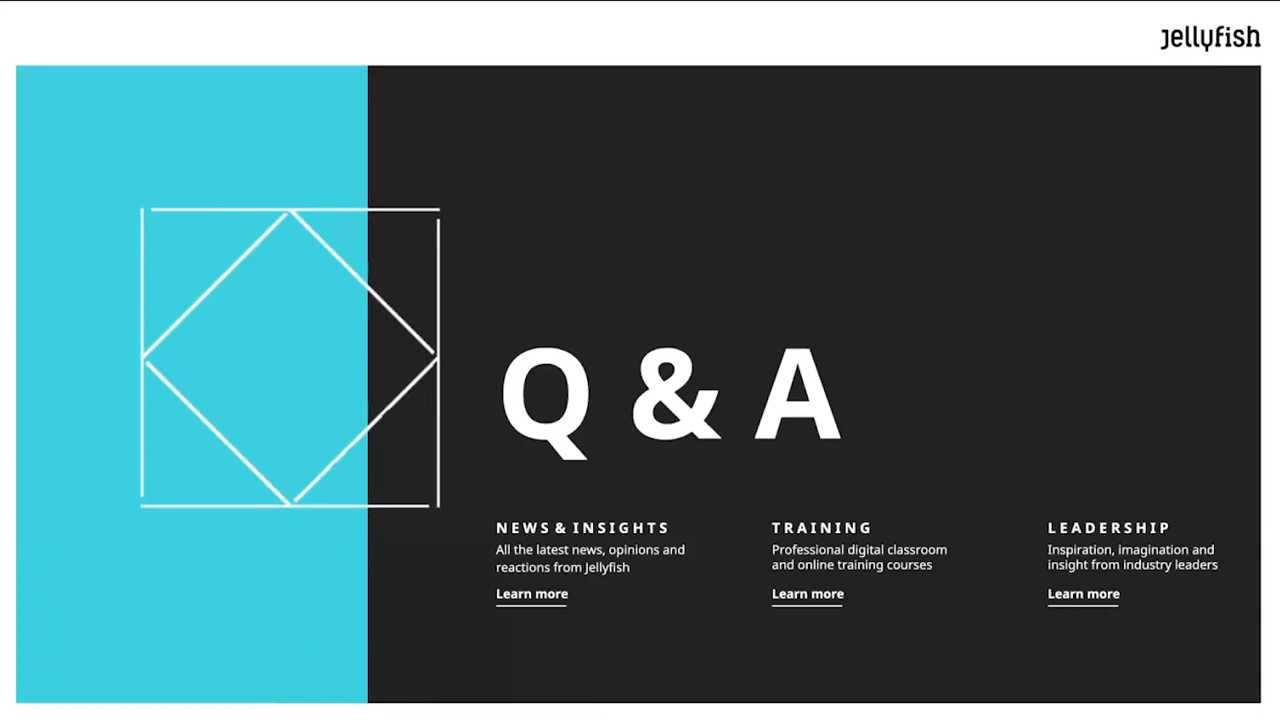 Jellyfish
Q & A
NEWS & INSIGHTS
All the latest news, opinions and
reactions from Jellyfish
Learn more
TRAINING
Professional digital classroom
and online training courses
Learn more
LEADERSHIP
Inspiration, imagination and
insight from industry leaders
Learn more